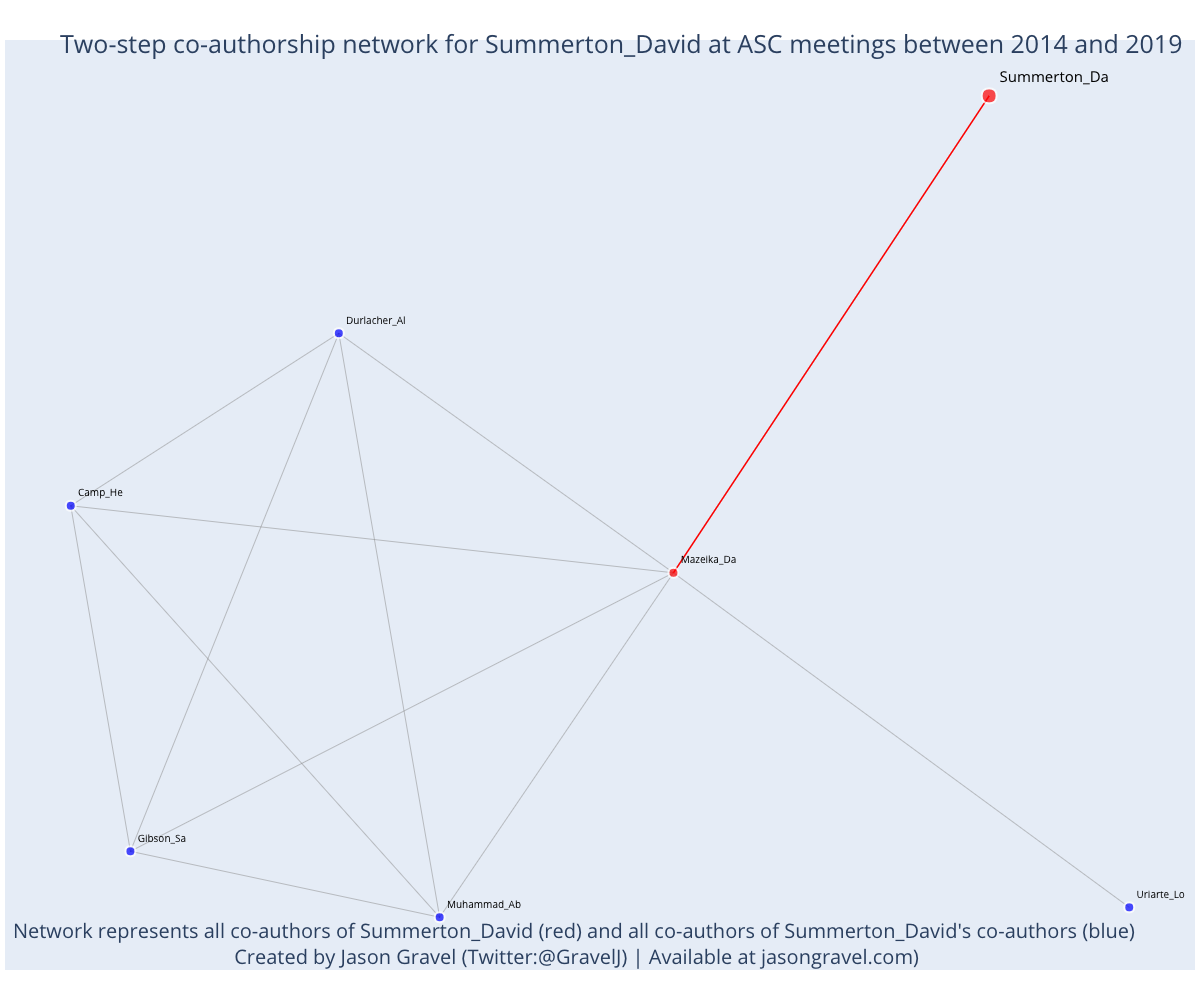 Two-step co-authorship network for Summerton_David at ASC meetings between 2014 and 2019
Summerton_Da
Durlacher_Al
Camp_He
Mazeika_Da
Gibson_Sa
Uriarte_Lo
Muhammad_Ab
Network represents all co-authors of Summerton_David (red) and all co-authors of Summerton_David's co-authors (blue)
Created by Jason Gravel (Twitter:@GravelJ) | Available at jasongravel.com)